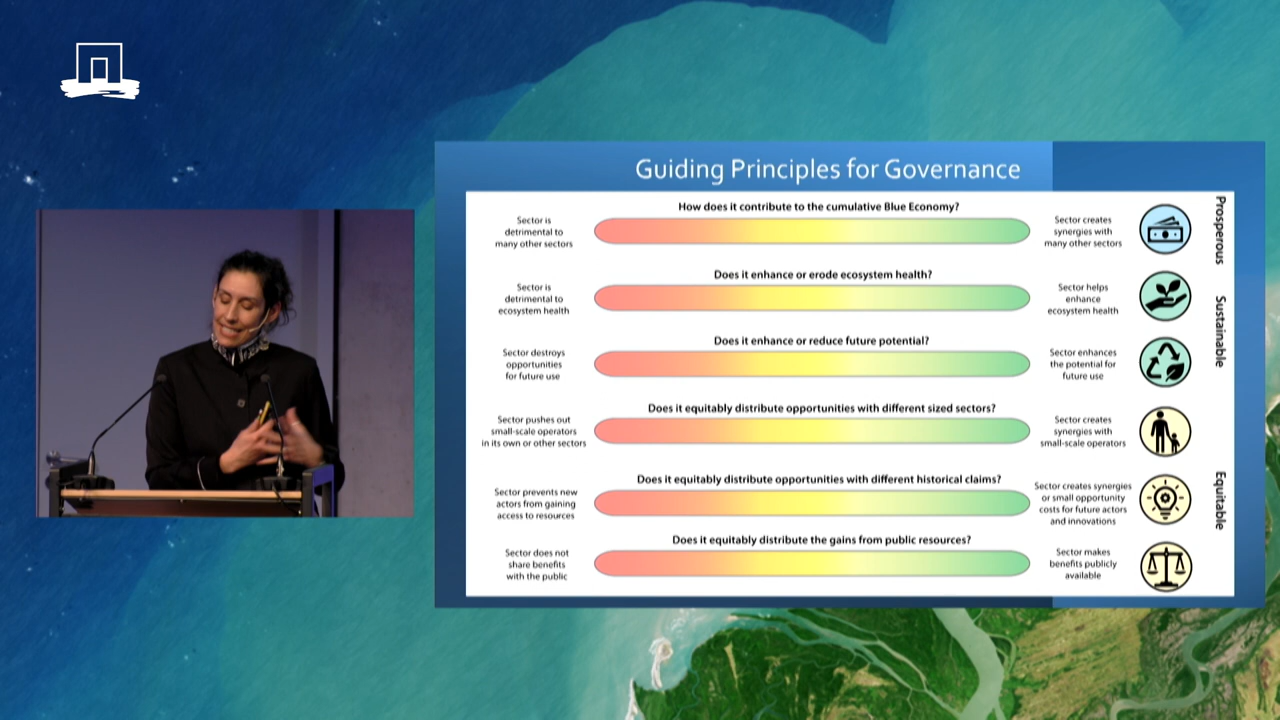 Guiding Principles for Governance
How does it contribute to the cumulative Blue Economy?
Sector is
detrimental to
many other sectors
Sector creates
synergies with
many other sectors
Prosperous
Does it enhance or erode ecosystem health?
Sector is
detrimental to
ecosystem health
Sector helps
enhance
ecosystem health
Sustainable
Does it enhance or reduce future potential?
Sector destroys
opportunities
for future use
Sector enhances
the potential for
future use
Does it equitably distribute opportunities with different sized sectors?
Sector pushes out
small-scale operators
in its own or other sectors
Sector creates
synergies with
small-scale operators
Does it equitably distribute opportunities with different historical claims?
Sector prevents new
actors from gaining
access to resources
Sector creates synergies
or small opportunity
costs for future actors
and innovations
Equitable
Does it equitably distribute the gains from public resources?
Sector does not
share benefits
with the public
Sector makes
benefits publicly
available